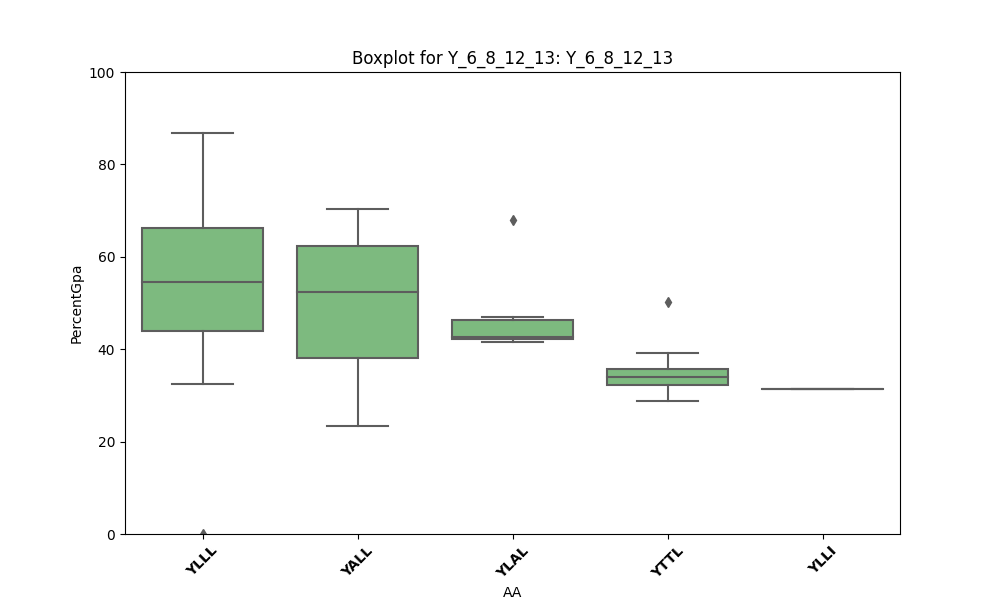 Boxplot for Y_6_8_12_13: Y_6_8_12_13
100
80
60
40
20
0
PercentGpa
YLLL
YALL
YLAL
YTTL
YLLI
AA